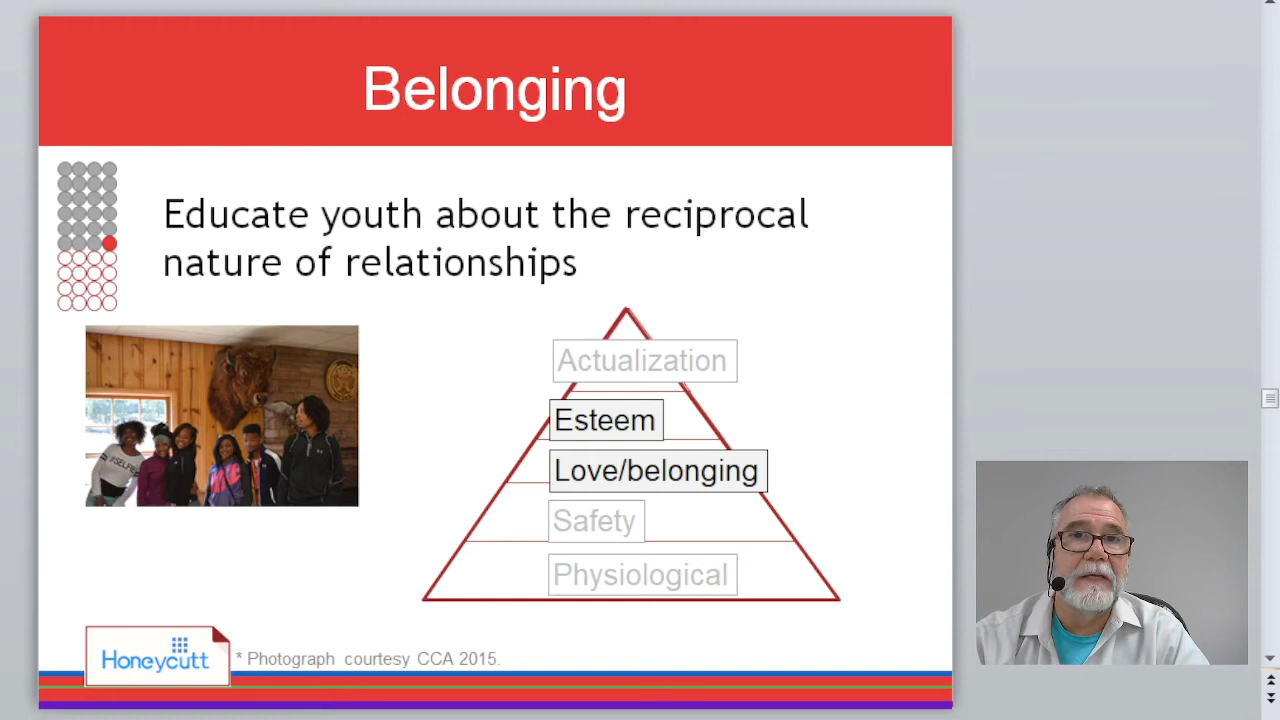 Belonging
Educate youth about the reciprocal
nature of relationships
#SELFIE
Actualization
Esteem
Love/belonging
Safety
Physiological
Honeycutt
* Photograph courtesy CCA 2015.